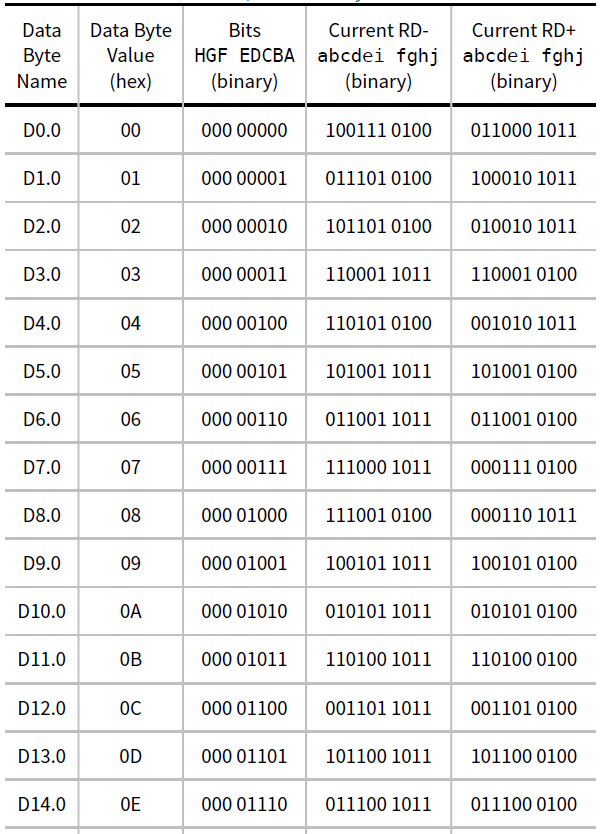 Data Byte Name Data Byte Value (hex) Bits HGF EDCBA (binary) Current RD- abcdei fghj (binary) Current RD+ abcdei fghj (binary)
D0.0 00 000 00000 100111 0100 011000 1011
D1.0 01 000 00001 011101 0100 100010 1011
D2.0 02 000 00010 101101 0100 010010 1011
D3.0 03 000 00011 110001 1011 110001 0100
D4.0 04 000 00100 110101 0100 001010 1011
D5.0 05 000 00101 101001 1011 101001 0100
D6.0 06 000 00110 011001 1011 011001 0100
D7.0 07 000 00111 111000 1011 000111 0100
D8.0 08 000 01000 111001 0100 000110 1011
D9.0 09 000 01001 100101 1011 100101 0100
D10.0 0A 000 01010 010101 1011 010101 0100
D11.0 0B 000 01011 110100 1011 110100 0100
D12.0 0C 000 01100 001101 1011 001101 0100
D13.0 0D 000 01101 101100 1011 101100 0100
D14.0 0E 000 01110 011100 1011 011100 0100